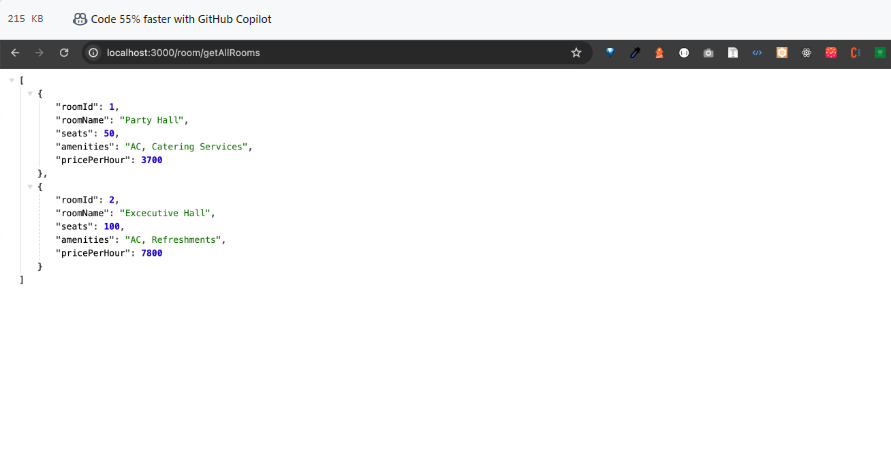 215 KB Code 55% faster with GitHub Copilot
localhost:3000/room/getAllRooms
[
{
"roomId": 1,
"roomName": "Party Hall",
"seats": 50,
"amenities": "AC, Catering Services",
"pricePerHour": 3700
},
{
"roomId": 2,
"roomName": "Excecutive Hall",
"seats": 100,
"amenities": "AC, Refreshments",
"pricePerHour": 7800
}
]